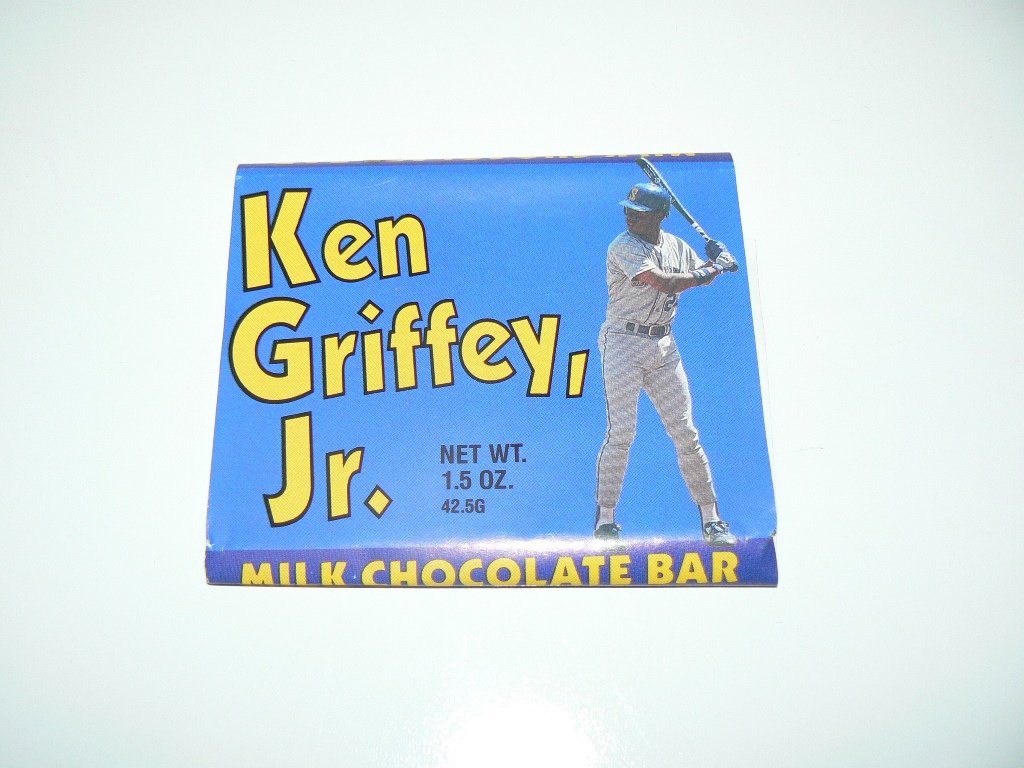 Ken
Griffey,
Jr.
NET WT.
1.5 OZ.
42.5G
MILK CHOCOLATE BAR
S